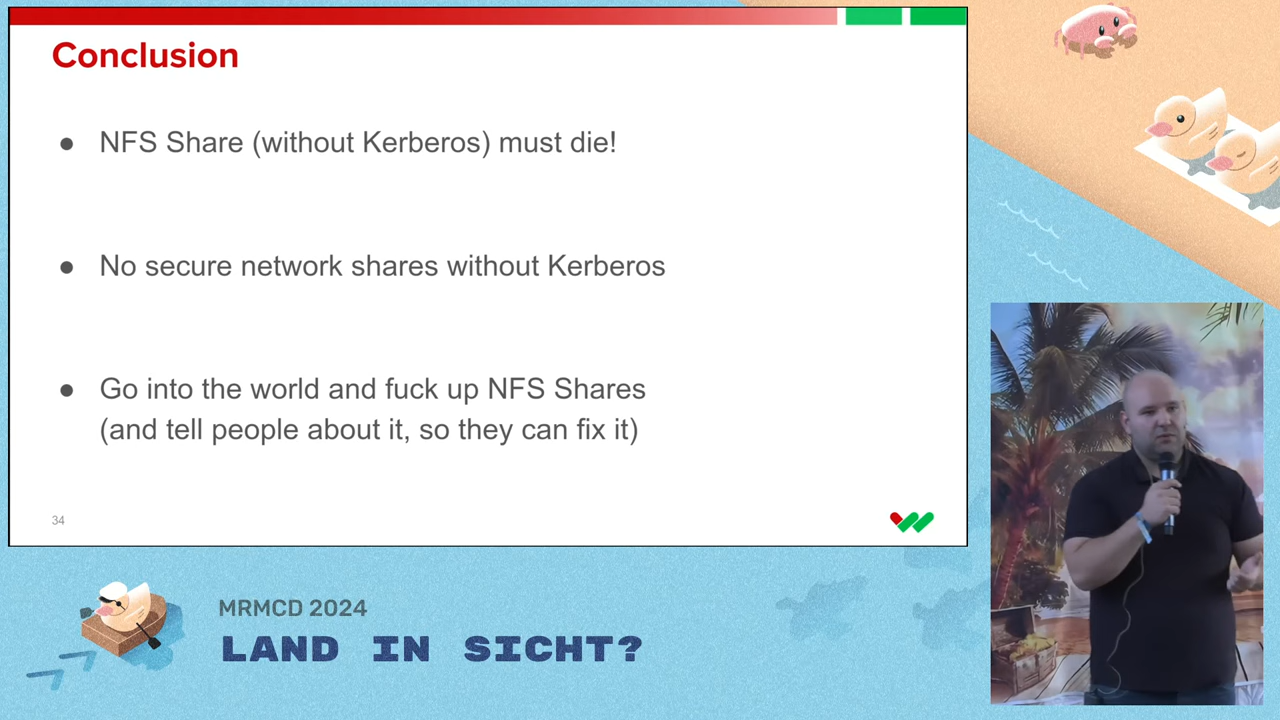 Conclusion
● NFS Share (without Kerberos) must die!
● No secure network shares without Kerberos
● Go into the world and fuck up NFS Shares
(and tell people about it, so they can fix it)
34
MRMCD 2024
LAND IN SICHT?